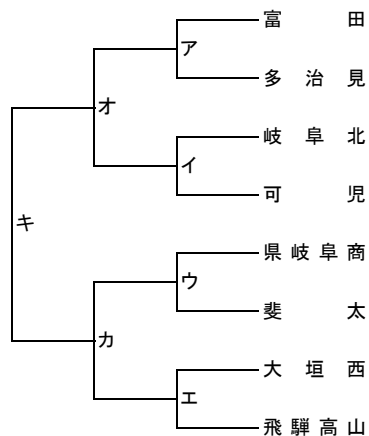 富田
ア
多治見
オ
岐阜北
イ
可児
キ
県岐阜商
ウ
斐太
カ
大垣西
エ
飛騨高山